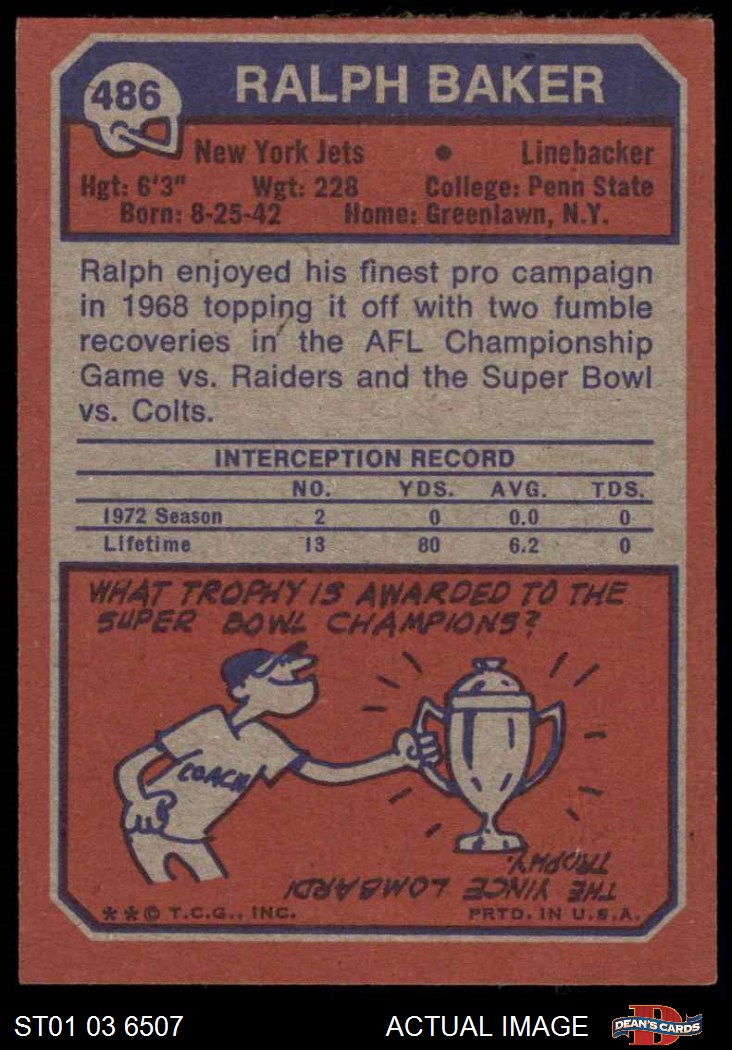 486
RALPH BAKER
New York Jets • Linebacker
Hgt: 6'3" Wgt: 228 College: Penn State
Born: 8-25-42 Home: Greenlawn, N.Y.
Ralph enjoyed his finest pro campaign
in 1968 topping it off with two fumble
recoveries in the AFL Championship
Game vs. Raiders and the Super Bowl
vs. Colts.
INTERCEPTION RECORD
NO. YDS. AVG. TDS.
1972 Season 2 0 0.0 0
Lifetime 13 80 6.2 0
WHAT TROPHY IS AWARDED TO THE
SUPER BOWL CHAMPIONS?
COACH
THE VINCE LOMBARDI
TROPHY.
**© T.C.G., INC. PRTD. IN U.S.A.
ST01 03 6507 ACTUAL IMAGE D DEAN'S CARDS